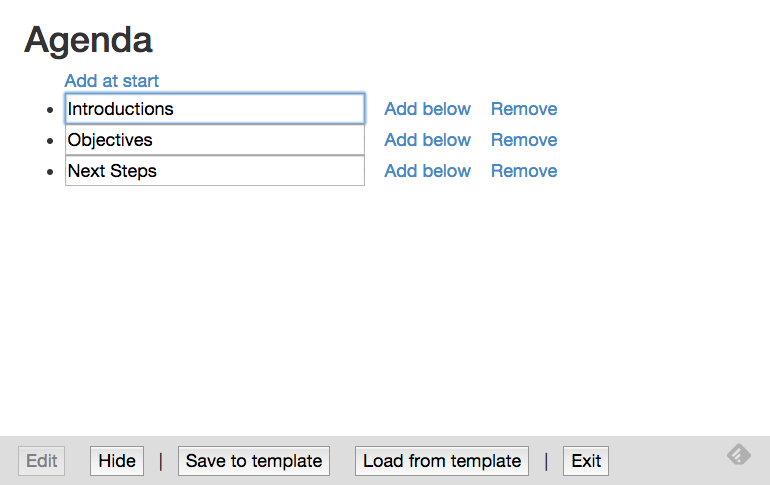 Agenda
Add at start
Introductions Add below Remove
Objectives Add below Remove
Next Steps Add below Remove
Edit Hide | Save to template Load from template | Exit